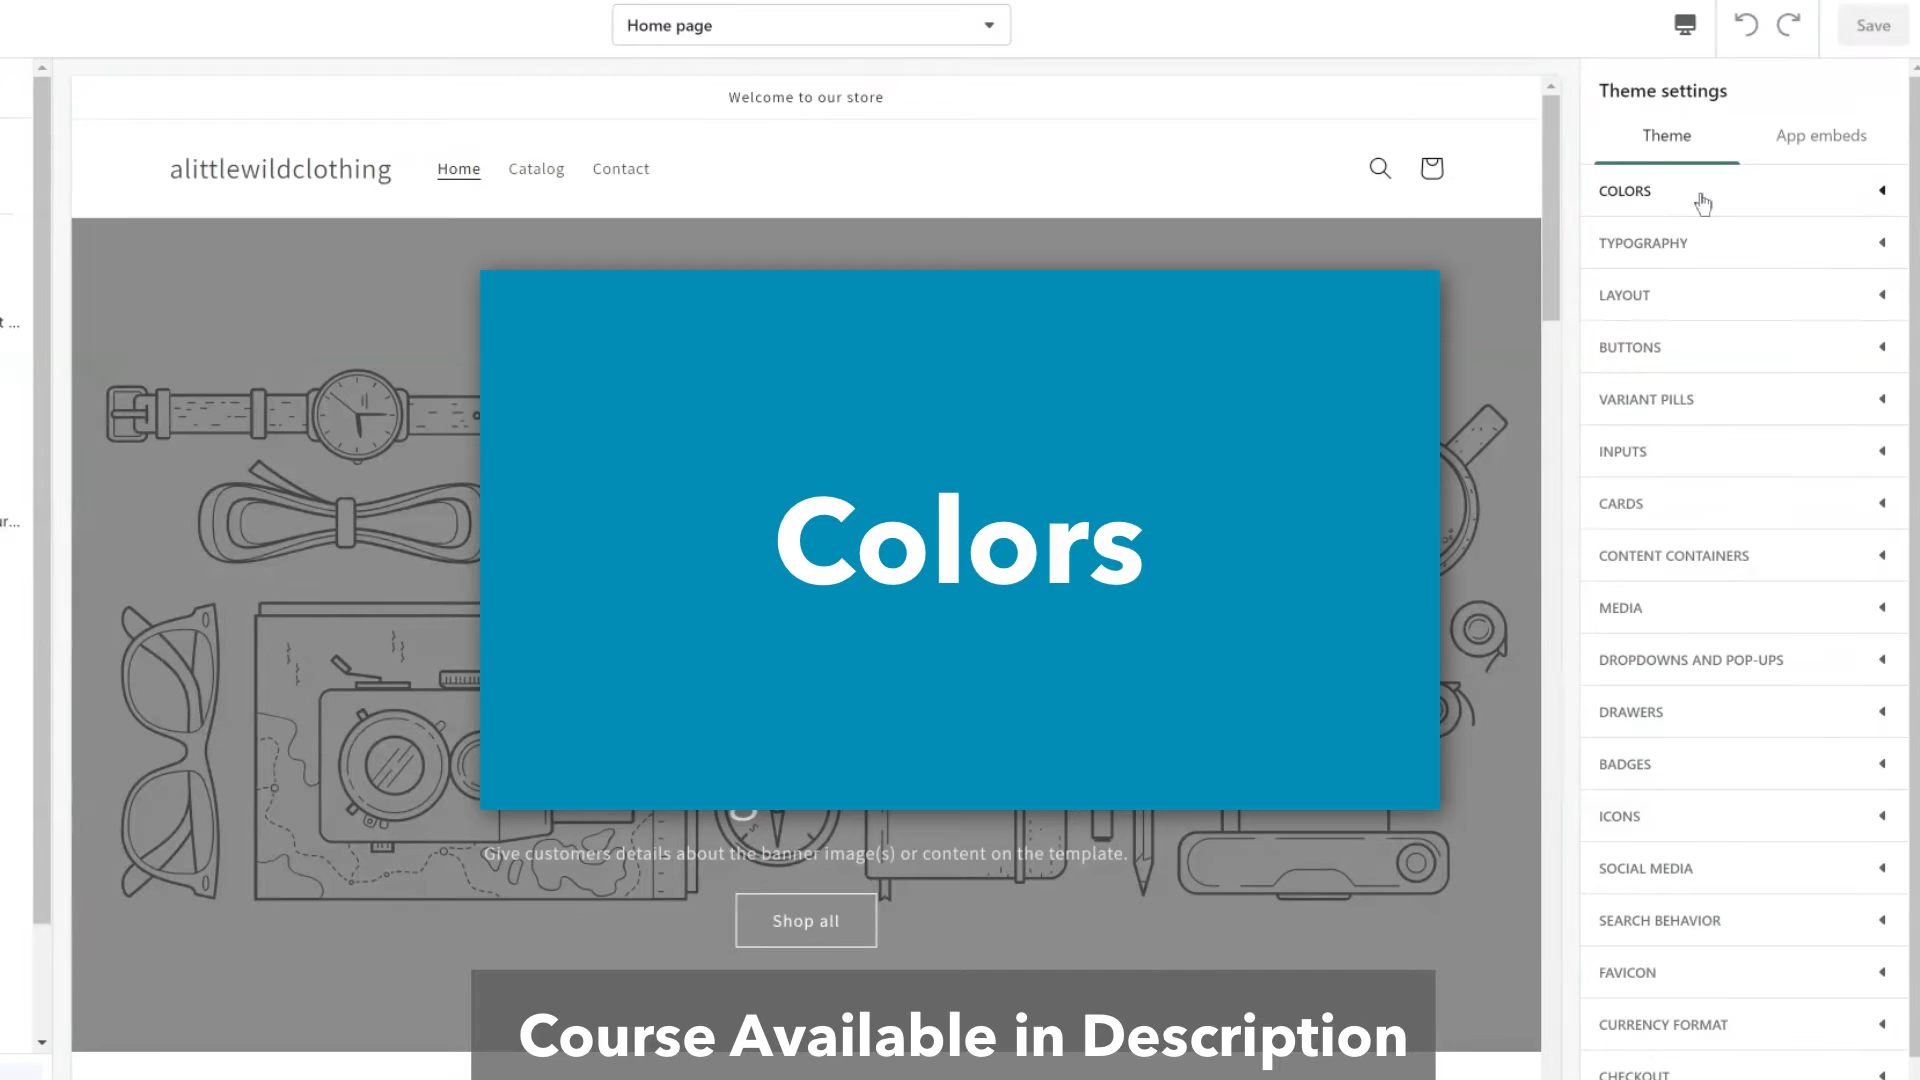 Home page
Save
Welcome to our store
alittlewildclothing
Home
Catalog
Contact
Colors
Give customers details about the banner image(s) or content on the template.
Shop all
Course Available in Description
Theme settings
Theme
App embeds
COLORS
TYPOGRAPHY
LAYOUT
BUTTONS
VARIANT PILLS
INPUTS
CARDS
CONTENT CONTAINERS
MEDIA
DROPDOWNS AND POP-UPS
DRAWERS
BADGES
ICONS
SOCIAL MEDIA
SEARCH BEHAVIOR
FAVICON
CURRENCY FORMAT
CHECKOUT